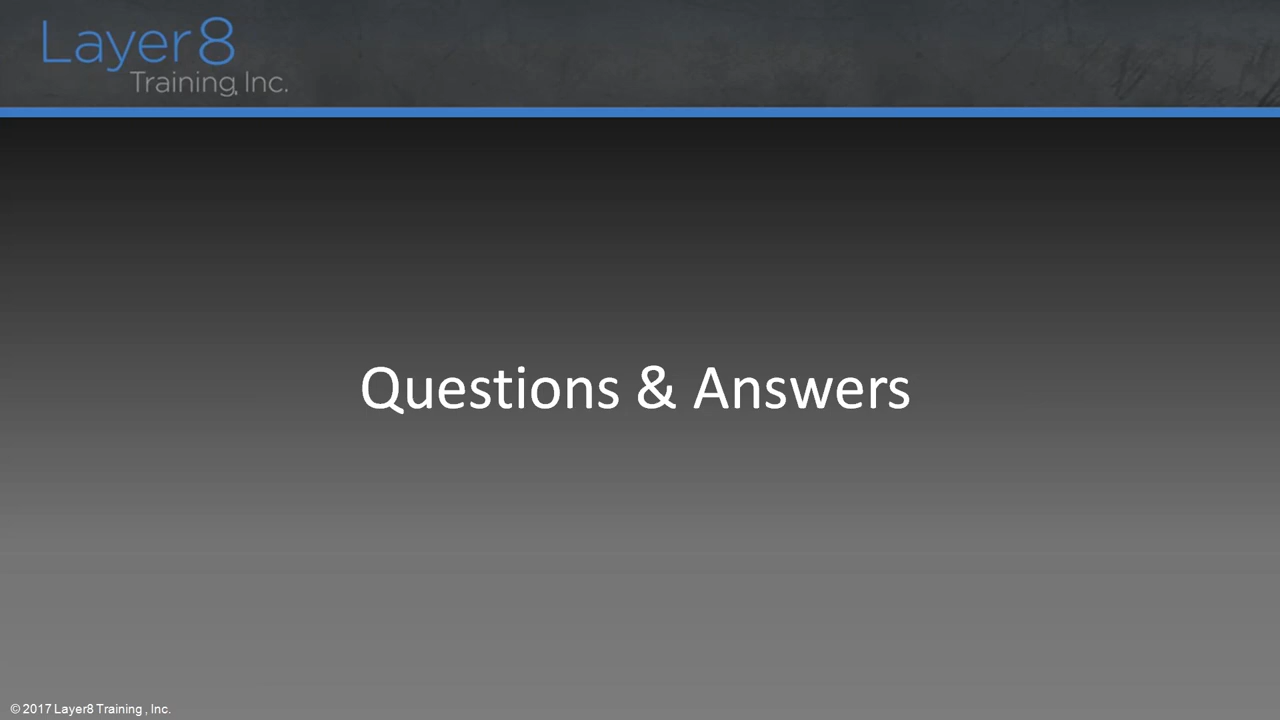 Layer8
Training, Inc.
Questions & Answers
© 2017 Layer8 Training , Inc.